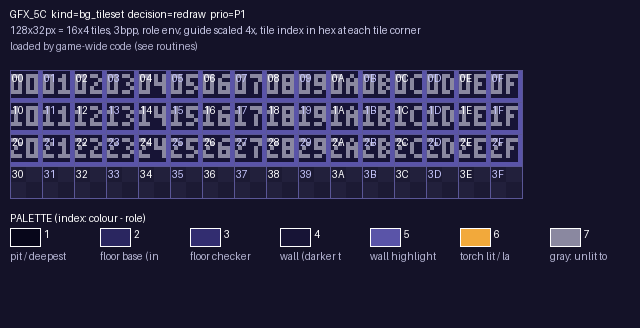 GFX_5C kind=bg_tileset decision=redraw prio=P1
128x32px = 16x4 tiles, 3bpp, role env; guide scaled 4x, tile index in hex at each tile corner
loaded by game-wide code (see routines)
00 01 02 03 04 05 06 07 08 09 0A 0B 0C 0D 0E 0F
10 11 12 13 14 15 16 17 18 19 1A 1B 1C 1D 1E 1F
20 21 22 23 24 25 26 27 28 29 2A 2B 2C 2D 2E 2F
30 31 32 33 34 35 36 37 38 39 3A 3B 3C 3D 3E 3F
PALETTE (index: colour - role)
1 2 3 4 5 6 7
pit / deepest floor base (in floor checker wall (darker t wall highlight torch lit / la gray: unlit to